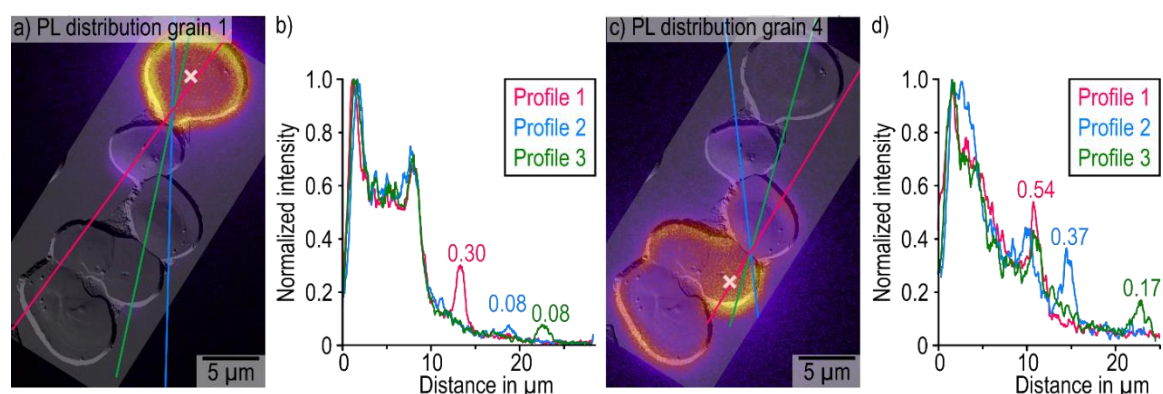 a) PL distribution grain 1
5 µm
b)
Normalized intensity
1.0
0.8
0.6
0.4
0.2
0
0
10
20
Distance in µm
Profile 1
Profile 2
Profile 3
0.30
0.08
0.08
c) PL distribution grain 4
5 µm
d)
Normalized intensity
1.0
0.8
0.6
0.4
0.2
0
0
10
20
Distance in µm
Profile 1
Profile 2
Profile 3
0.54
0.37
0.17